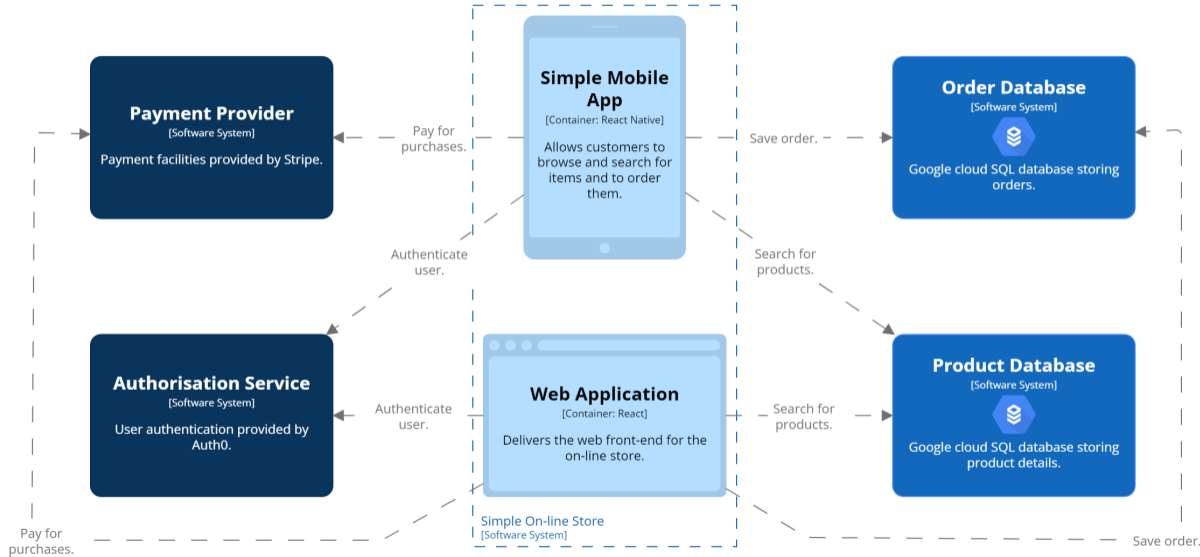 Payment Provider
[Software System]
Payment facilities provided by Stripe.
Pay for
purchases.
Simple Mobile
App
[Container: React Native]
Allows customers to
browse and search for
items and to order
them.
Save order.
Order Database
[Software System]
Google cloud SQL database storing
orders.
Authenticate
user.
Search for
products.
Authorisation Service
[Software System]
User authentication provided by
Auth0.
Authenticate
user.
Web Application
[Container: React]
Delivers the web front-end for the
on-line store.
Search for
products.
Product Database
[Software System]
Google cloud SQL database storing
product details.
Simple On-line Store
[Software System]
Pay for
purchases.
Save order.